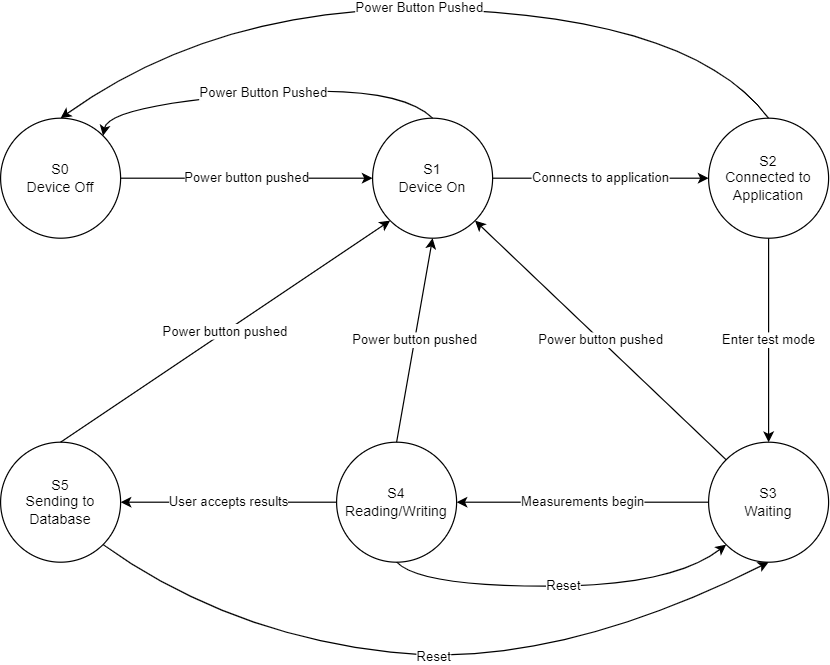 Power Button Pushed
Power Button Pushed
S0
Device Off
Power button pushed
S1
Device On
Connects to application
S2
Connected to
Application
Power button pushed
Power button pushed
Power button pushed
Enter test mode
S5
Sending to
Database
User accepts results
S4
Reading/Writing
Measurements begin
S3
Waiting
Reset
Reset